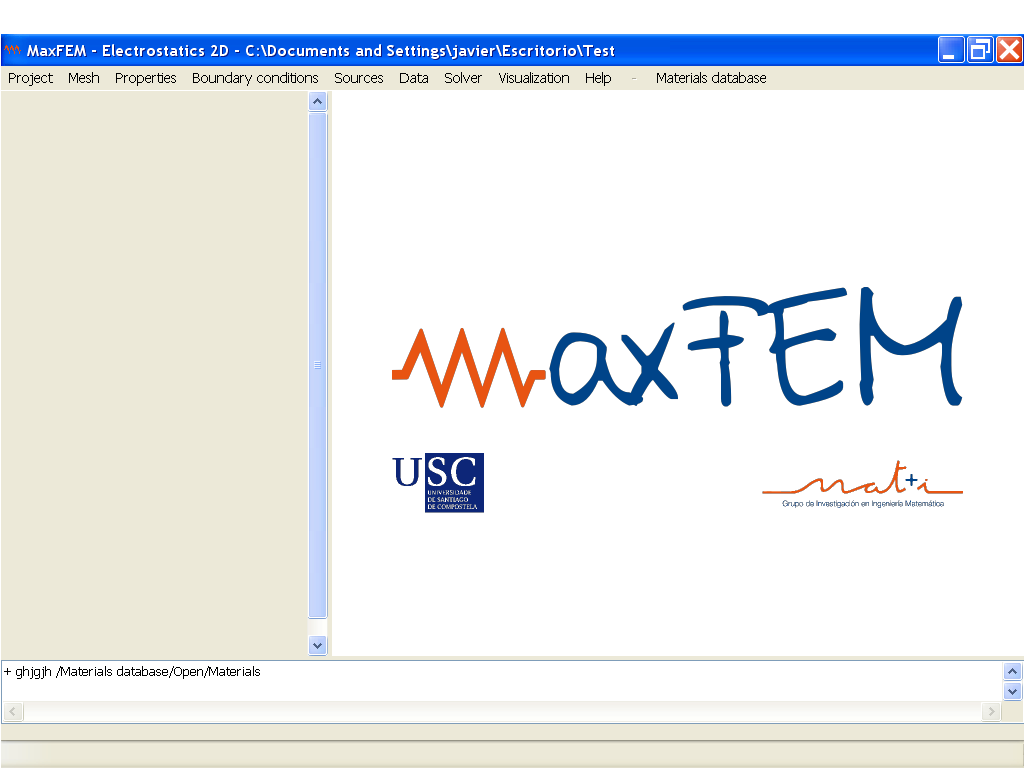 MaxFEM - Electrostatics 2D - C:\Documents and Settings\javier\Escritorio\Test
Project Mesh Properties Boundary conditions Sources Data Solver Visualization Help - Materials database
MaxFEM
USC
UNIVERSIDADE
DE SANTIAGO
DE COMPOSTELA
mat+i
Grupo de Investigación en Ingeniería Matemática
+ ghjgjh /Materials database/Open/Materials